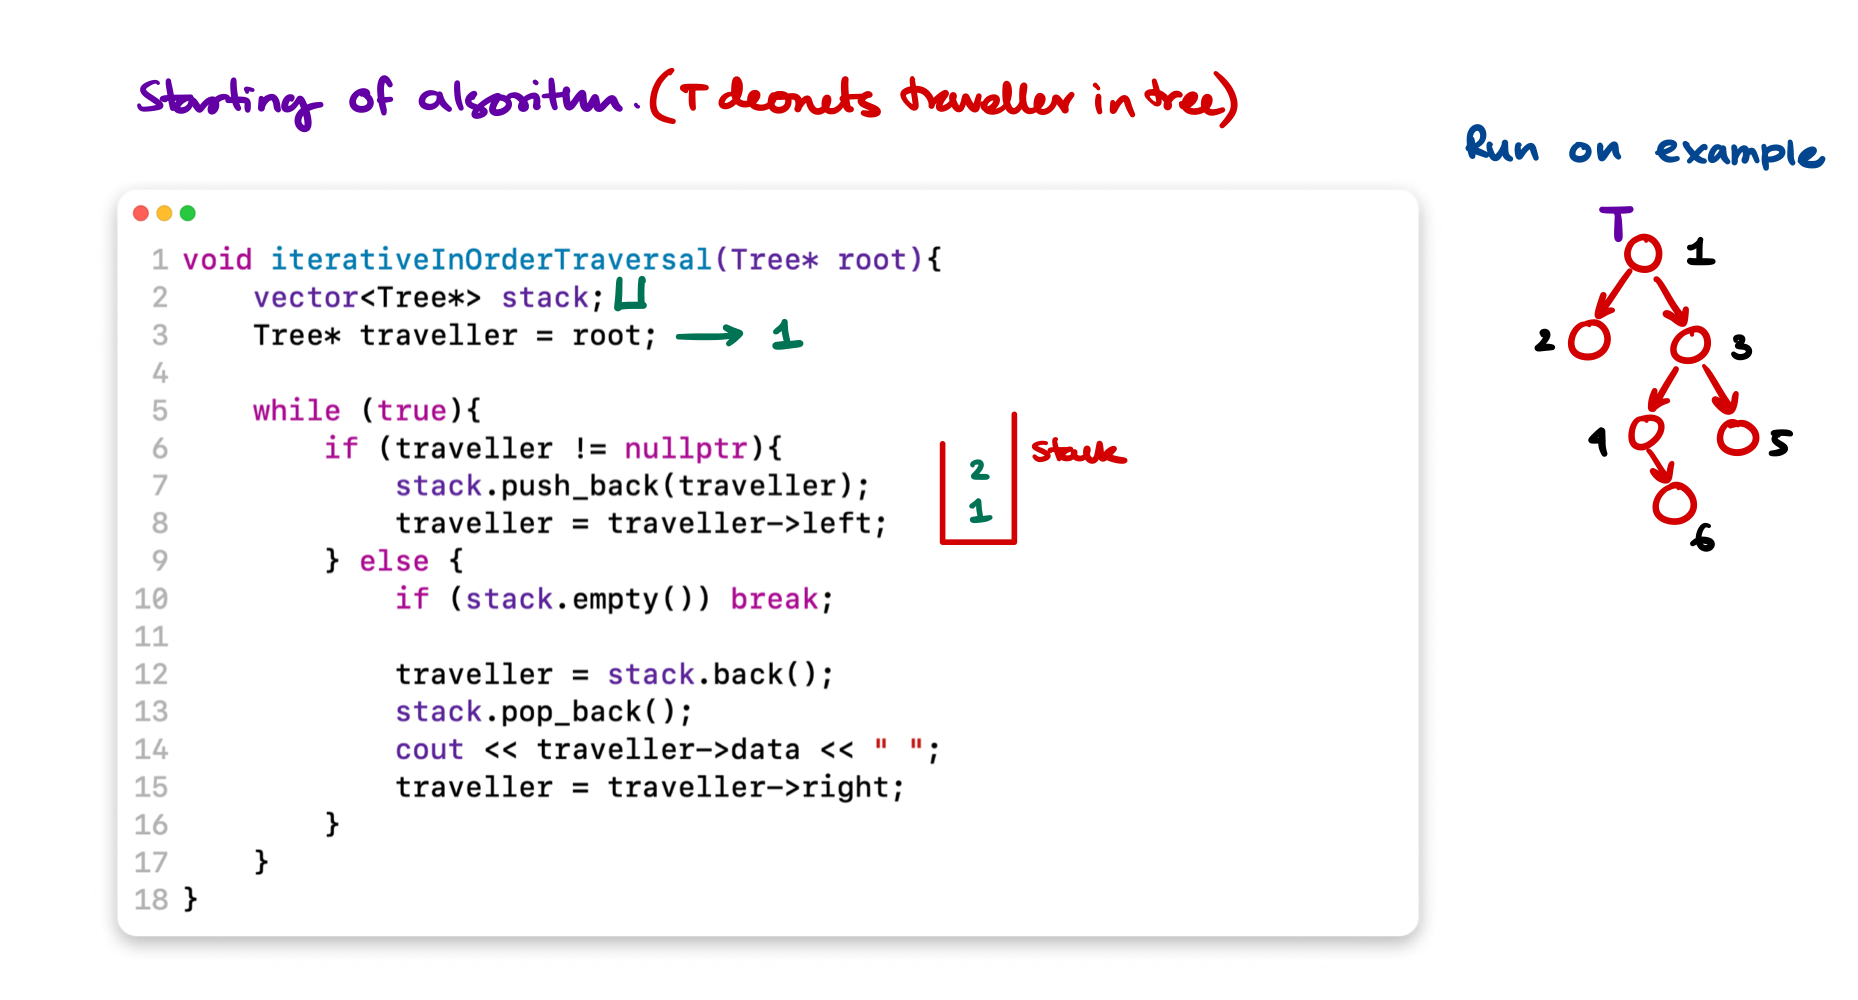 Starting of algorithm. (T deonets traveller in tree)
Run on example
1 void iterativeInOrderTraversal(Tree* root){
2 vector<Tree*> stack; ⊔
3 Tree* traveller = root; → 1
4
5 while (true){
6 if (traveller != nullptr){
7 stack.push_back(traveller);
8 traveller = traveller->left;
9 } else {
10 if (stack.empty()) break;
11
12 traveller = stack.back();
13 stack.pop_back();
14 cout << traveller->data << " ";
15 traveller = traveller->right;
16 }
17 }
18 }
stack
2
1
T
1
2
3
4
5
6